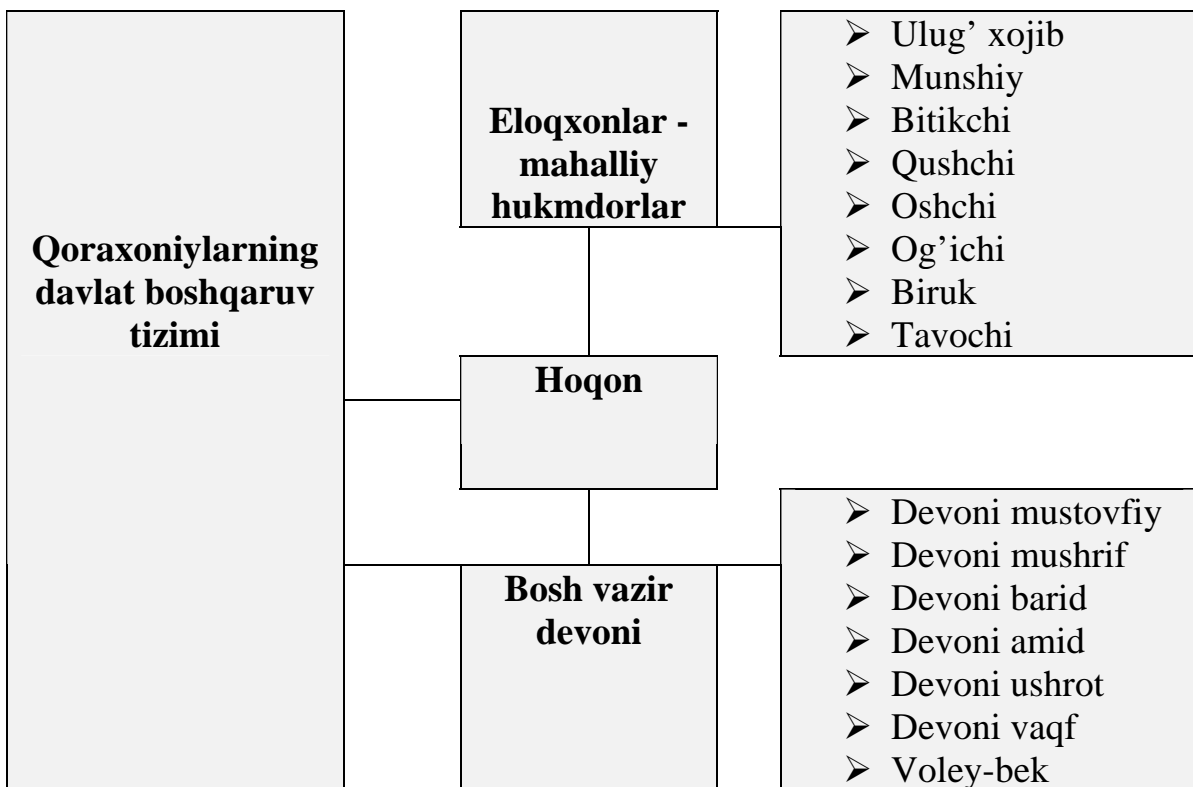 Qoraxoniylarning
davlat boshqaruv
tizimi
Eloqxonlar -
mahalliy
hukmdorlar
➢ Ulug’ xojib
➢ Munshiy
➢ Bitikchi
➢ Qushchi
➢ Oshchi
➢ Og’ichi
➢ Biruk
➢ Tavochi
Hoqon
Bosh vazir
devoni
➢ Devoni mustovfiy
➢ Devoni mushrif
➢ Devoni barid
➢ Devoni amid
➢ Devoni ushrot
➢ Devoni vaqf
➢ Voley-bek